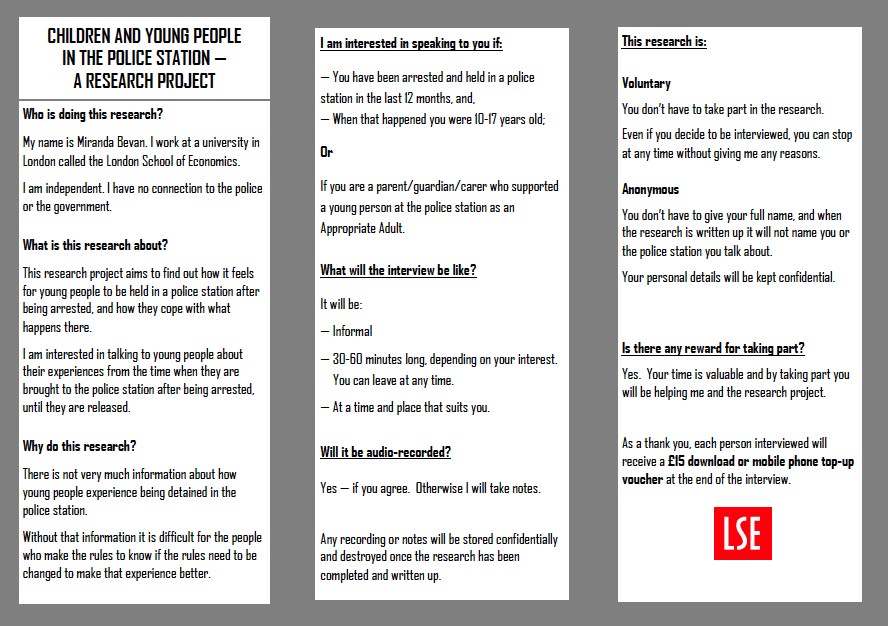 CHILDREN AND YOUNG PEOPLE
IN THE POLICE STATION –
A RESEARCH PROJECT
Who is doing this research?
My name is Miranda Bevan. I work at a university in
London called the London School of Economics.
I am independent. I have no connection to the police
or the government.
What is this research about?
This research project aims to find out how it feels
for young people to be held in a police station after
being arrested, and how they cope with what
happens there.
I am interested in talking to young people about
their experiences from the time when they are
brought to the police station after being arrested,
until they are released.
Why do this research?
There is not very much information about how
young people experience being detained in the
police station.
Without that information it is difficult for the people
who make the rules to know if the rules need to be
changed to make that experience better.
I am interested in speaking to you if:
– You have been arrested and held in a police
station in the last 12 months, and,
– When that happened you were 10-17 years old;
Or
If you are a parent/guardian/carer who supported
a young person at the police station as an
Appropriate Adult.
What will the interview be like?
It will be:
– Informal
– 30-60 minutes long, depending on your interest.
You can leave at any time.
– At a time and place that suits you.
Will it be audio-recorded?
Yes – if you agree. Otherwise I will take notes.
Any recording or notes will be stored confidentially
and destroyed once the research has been
completed and written up.
This research is:
Voluntary
You don't have to take part in the research.
Even if you decide to be interviewed, you can stop
at any time without giving me any reasons.
Anonymous
You don't have to give your full name, and when
the research is written up it will not name you or
the police station you talk about.
Your personal details will be kept confidential.
Is there any reward for taking part?
Yes. Your time is valuable and by taking part you
will be helping me and the research project.
As a thank you, each person interviewed will
receive a £15 download or mobile phone top-up
voucher at the end of the interview.
LSE